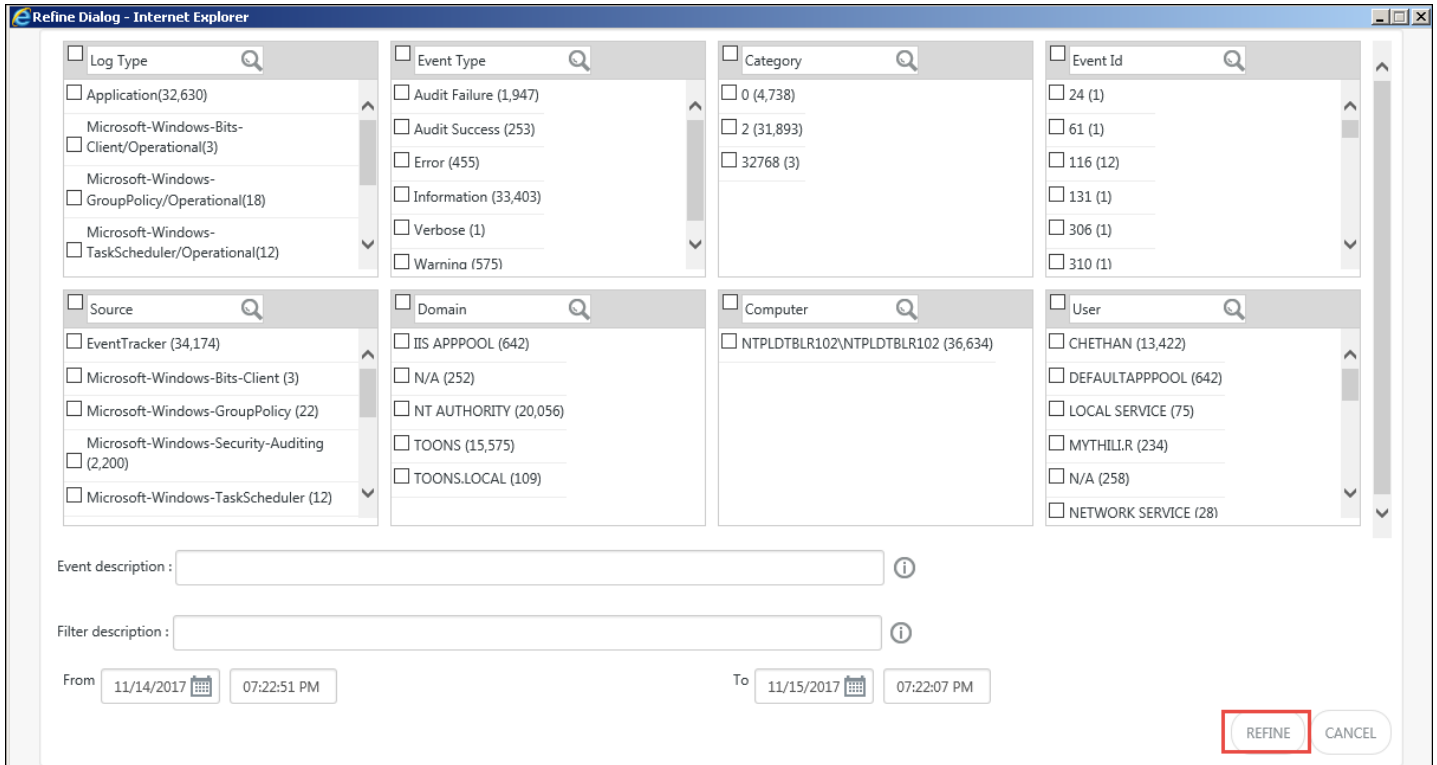 Refine Dialog - Internet Explorer
Log Type
Application(32,630)
Microsoft-Windows-Bits-
Client/Operational(3)
Microsoft-Windows-
GroupPolicy/Operational(18)
Microsoft-Windows-
TaskScheduler/Operational(12)
Event Type
Audit Failure (1,947)
Audit Success (253)
Error (455)
Information (33,403)
Verbose (1)
Warning (575)
Category
0 (4,738)
2 (31,893)
32768 (3)
Event Id
24 (1)
61 (1)
116 (12)
131 (1)
306 (1)
310 (1)
Source
EventTracker (34,174)
Microsoft-Windows-Bits-Client (3)
Microsoft-Windows-GroupPolicy (22)
Microsoft-Windows-Security-Auditing
(2,200)
Microsoft-Windows-TaskScheduler (12)
Domain
IIS APPPOOL (642)
N/A (252)
NT AUTHORITY (20,056)
TOONS (15,575)
TOONS.LOCAL (109)
Computer
NTPLDTBLR102\NTPLDTBLR102 (36,634)
User
CHETHAN (13,422)
DEFAULTAPPPOOL (642)
LOCAL SERVICE (75)
MYTHILI.R (234)
N/A (258)
NETWORK SERVICE (28)
Event description :
Filter description :
From 11/14/2017 07:22:51 PM To 11/15/2017 07:22:07 PM
REFINE CANCEL